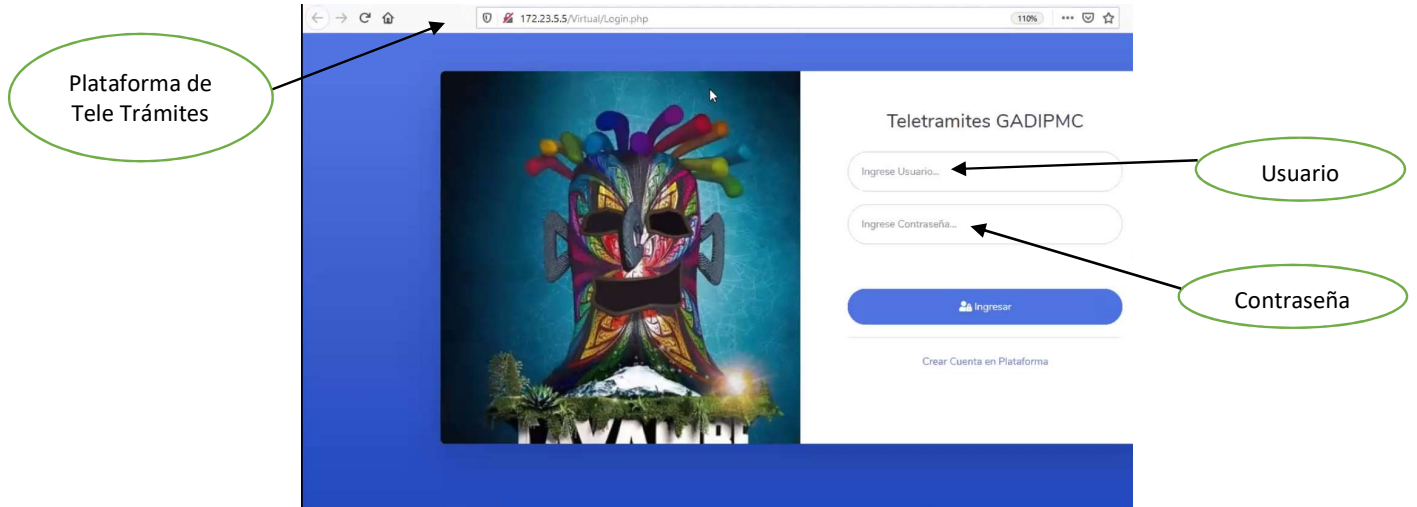 172.23.5.5/Virtual/Login.php
110%
Plataforma de
Tele Trámites
Teletramites GADIPMC
Ingrese Usuario...
Usuario
Ingrese Contraseña...
Contraseña
Ingresar
Crear Cuenta en Plataforma